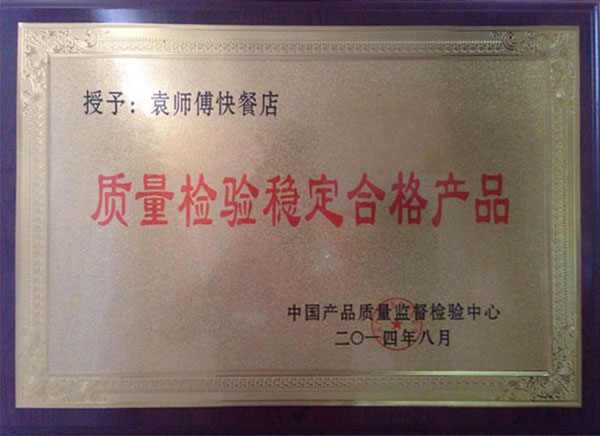 授予：袁师傅快餐店
质量检验稳定合格产品
中国产品质量监督检验中心
二〇一四年八月